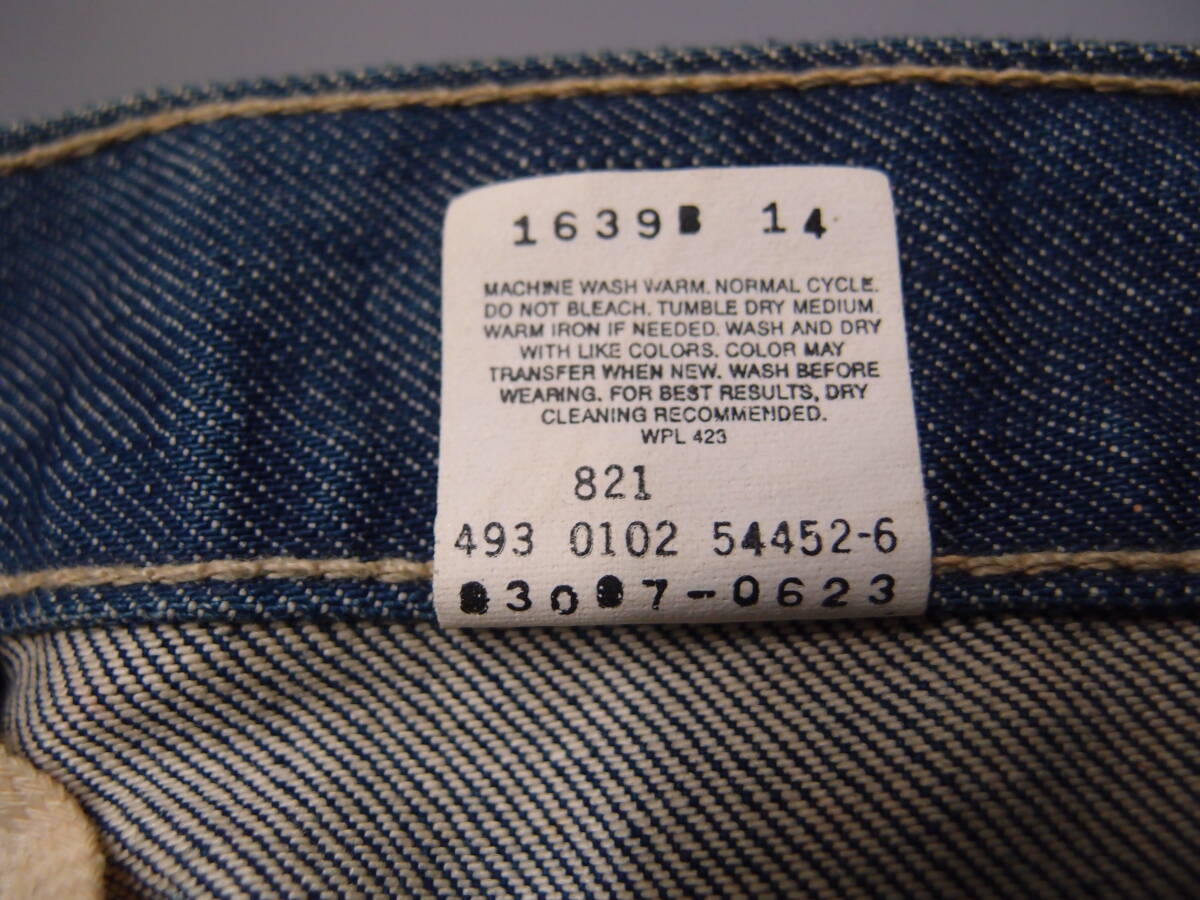 1639B 14
MACHINE WASH WARM. NORMAL CYCLE.
DO NOT BLEACH. TUMBLE DRY MEDIUM.
WARM IRON IF NEEDED. WASH AND DRY
WITH LIKE COLORS. COLOR MAY
TRANSFER WHEN NEW. WASH BEFORE
WEARING. FOR BEST RESULTS, DRY
CLEANING RECOMMENDED.
WPL 423
821
493 0102 54452-6